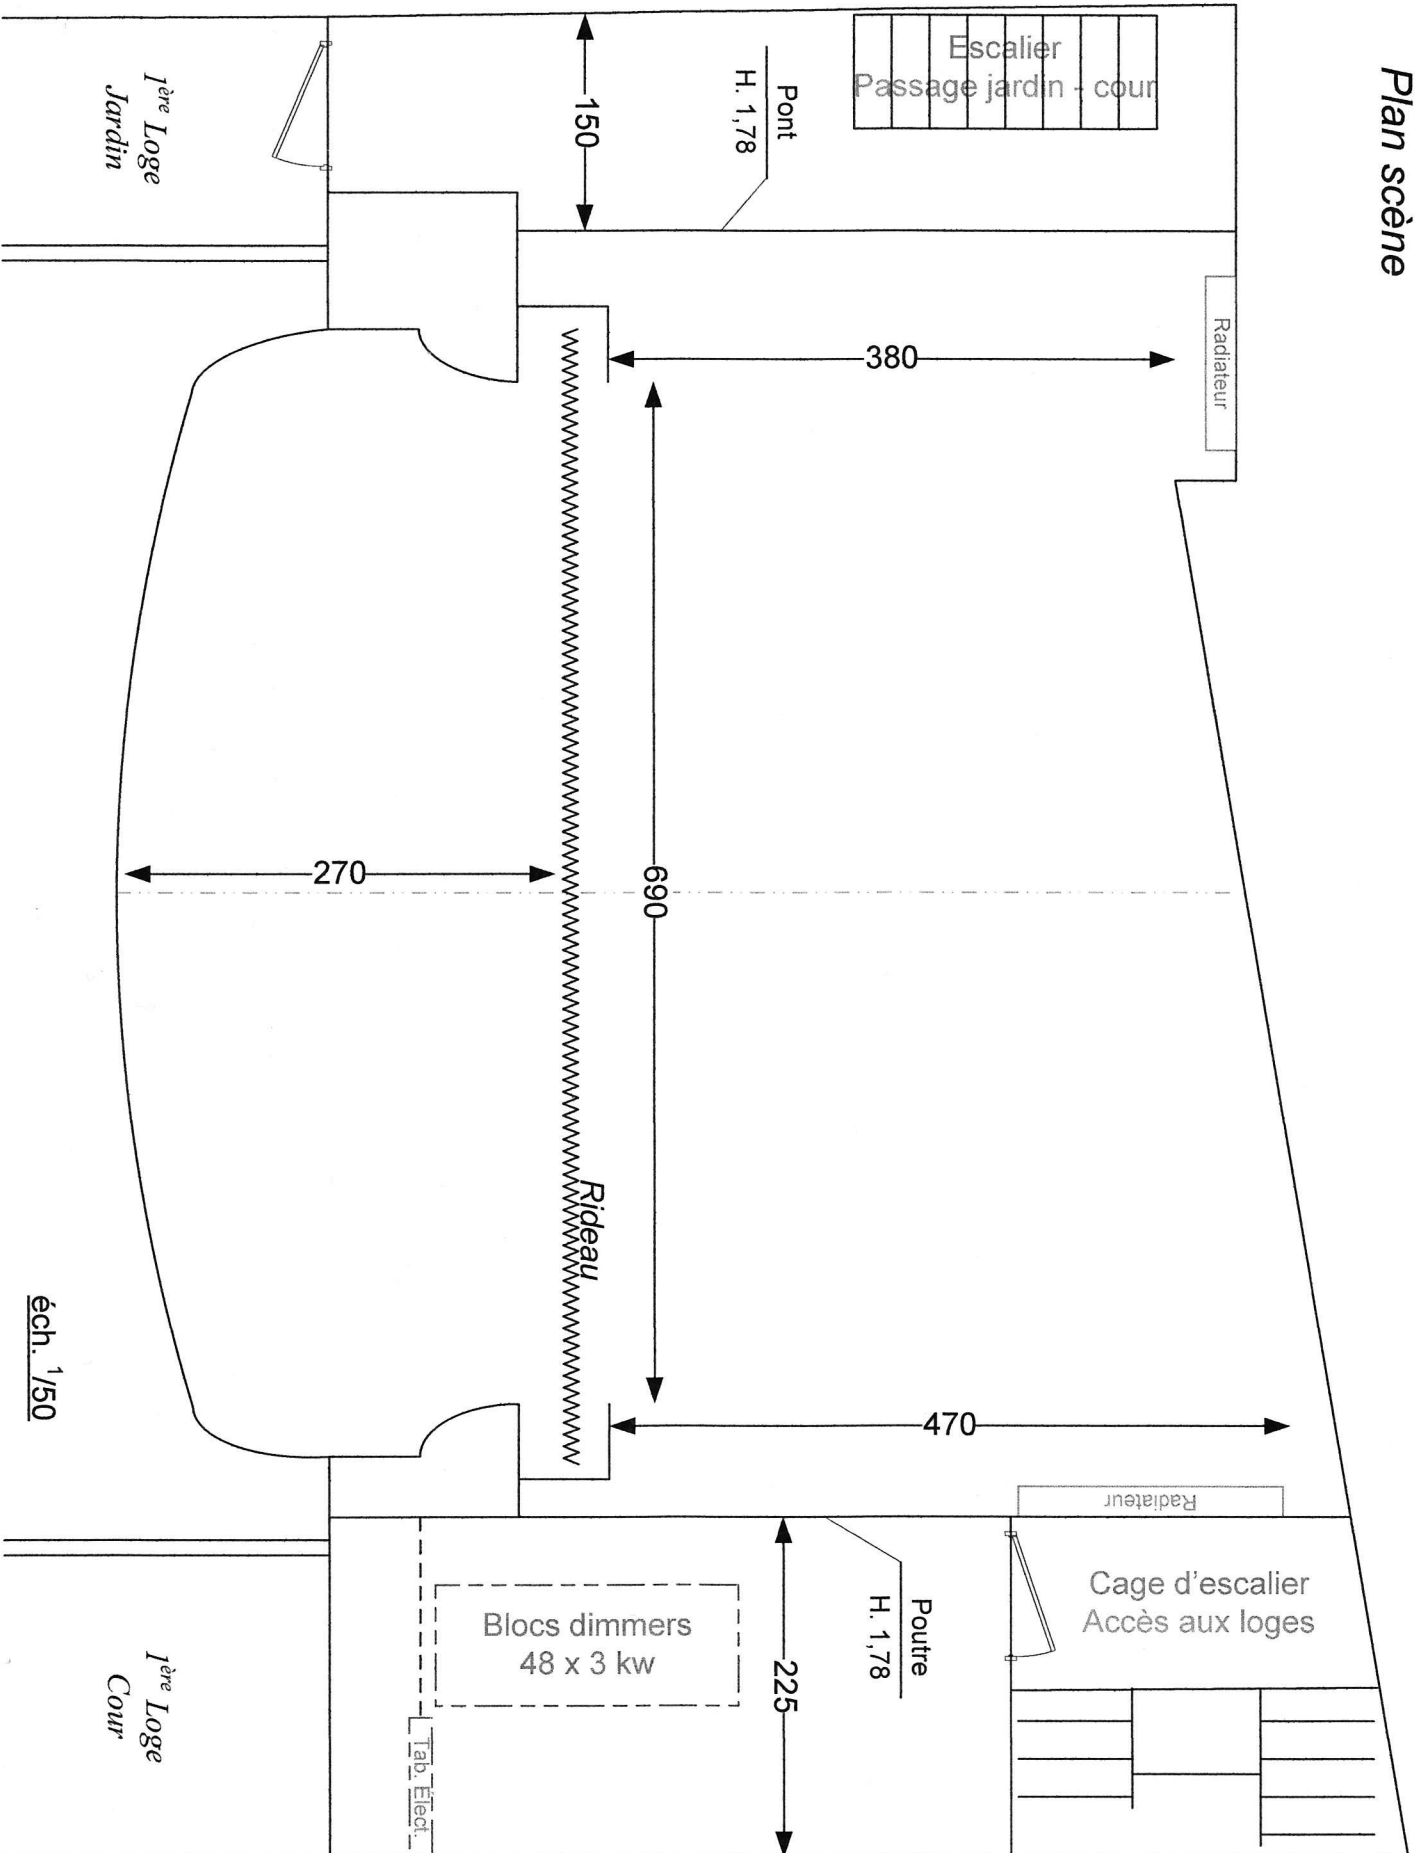 Plan scène
Escalier
Passage jardin - cour
Pont
H. 1,78
150
1ère Loge
Jardin
Radiateur
380
690
270
Rideau
éch. 1/50
470
Radiateur
Cage d'escalier
Accès aux loges
Poutre
H. 1,78
225
Blocs dimmers
48 x 3 kw
Tab. Élect.
1ère Loge
Cour